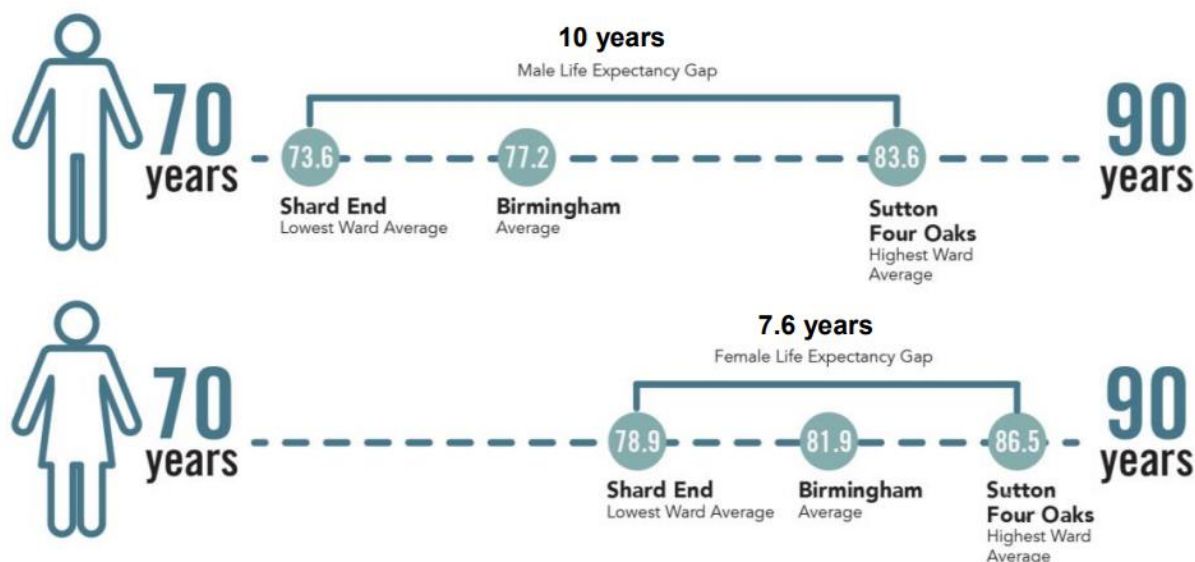 10 years
Male Life Expectancy Gap
70
years
90
years
73.6
77.2
83.6
Shard End
Lowest Ward Average
Birmingham
Average
Sutton
Four Oaks
Highest Ward
Average
7.6 years
Female Life Expectancy Gap
70
years
90
years
78.9
81.9
86.5
Shard End
Lowest Ward Average
Birmingham
Average
Sutton
Four Oaks
Highest Ward
Average